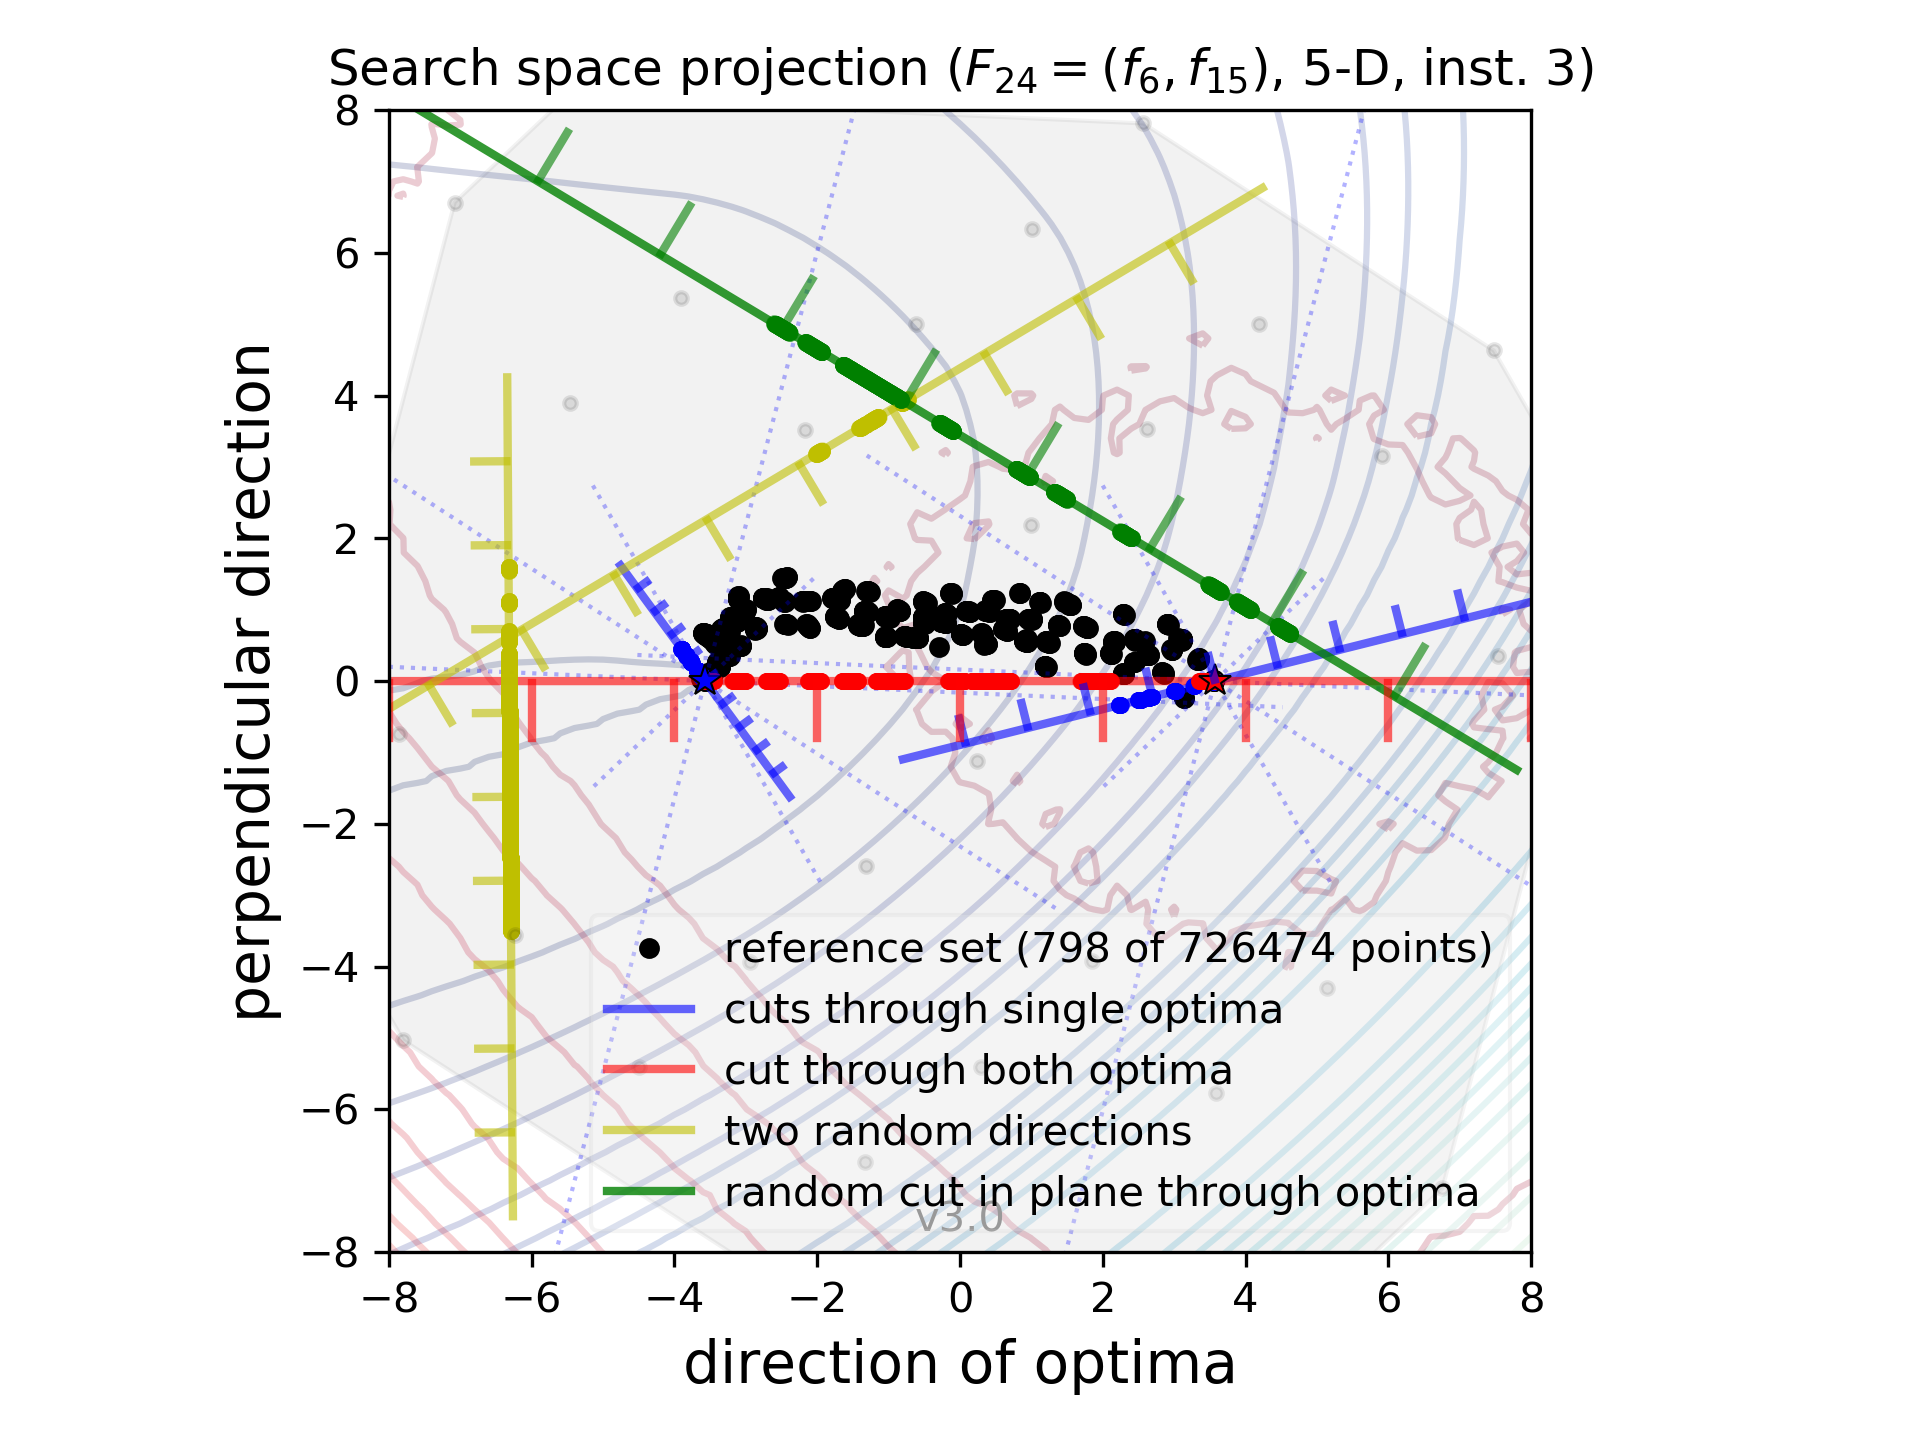 Search space projection (F₂₄ = (f₆, f₁₅), 5-D, inst. 3)
8
6
4
2
0
−2
−4
−6
−8
perpendicular direction
reference set (798 of 726474 points)
cuts through single optima
cut through both optima
two random directions
random cut in plane through optima
v3.0
−8 −6 −4 −2 0 2 4 6 8
direction of optima